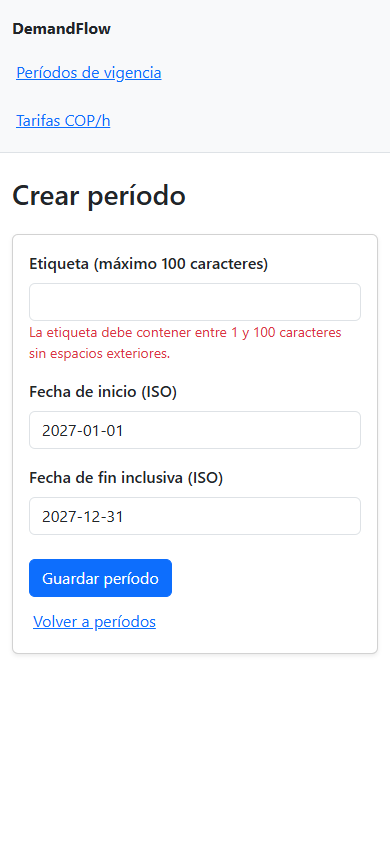 DemandFlow
Períodos de vigencia
Tarifas COP/h
Crear período
Etiqueta (máximo 100 caracteres)
La etiqueta debe contener entre 1 y 100 caracteres
sin espacios exteriores.
Fecha de inicio (ISO)
2027-01-01
Fecha de fin inclusiva (ISO)
2027-12-31
Guardar período
Volver a períodos